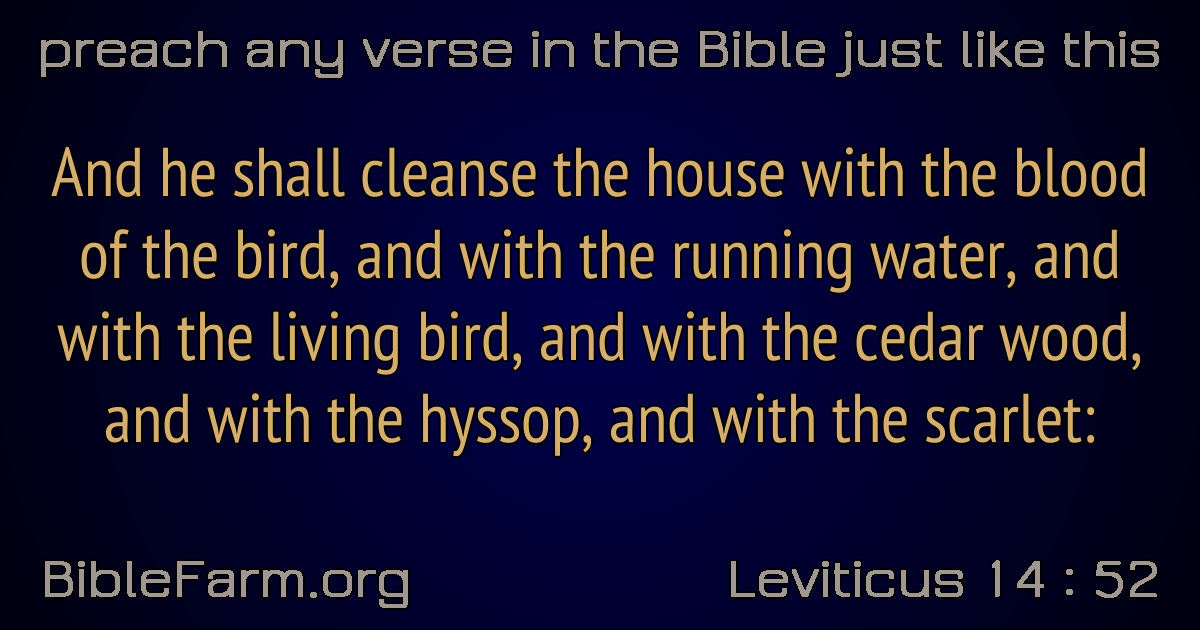 preach any verse in the Bible just like this
And he shall cleanse the house with the blood
of the bird, and with the running water, and
with the living bird, and with the cedar wood,
and with the hyssop, and with the scarlet:
BibleFarm.org
Leviticus 14 : 52